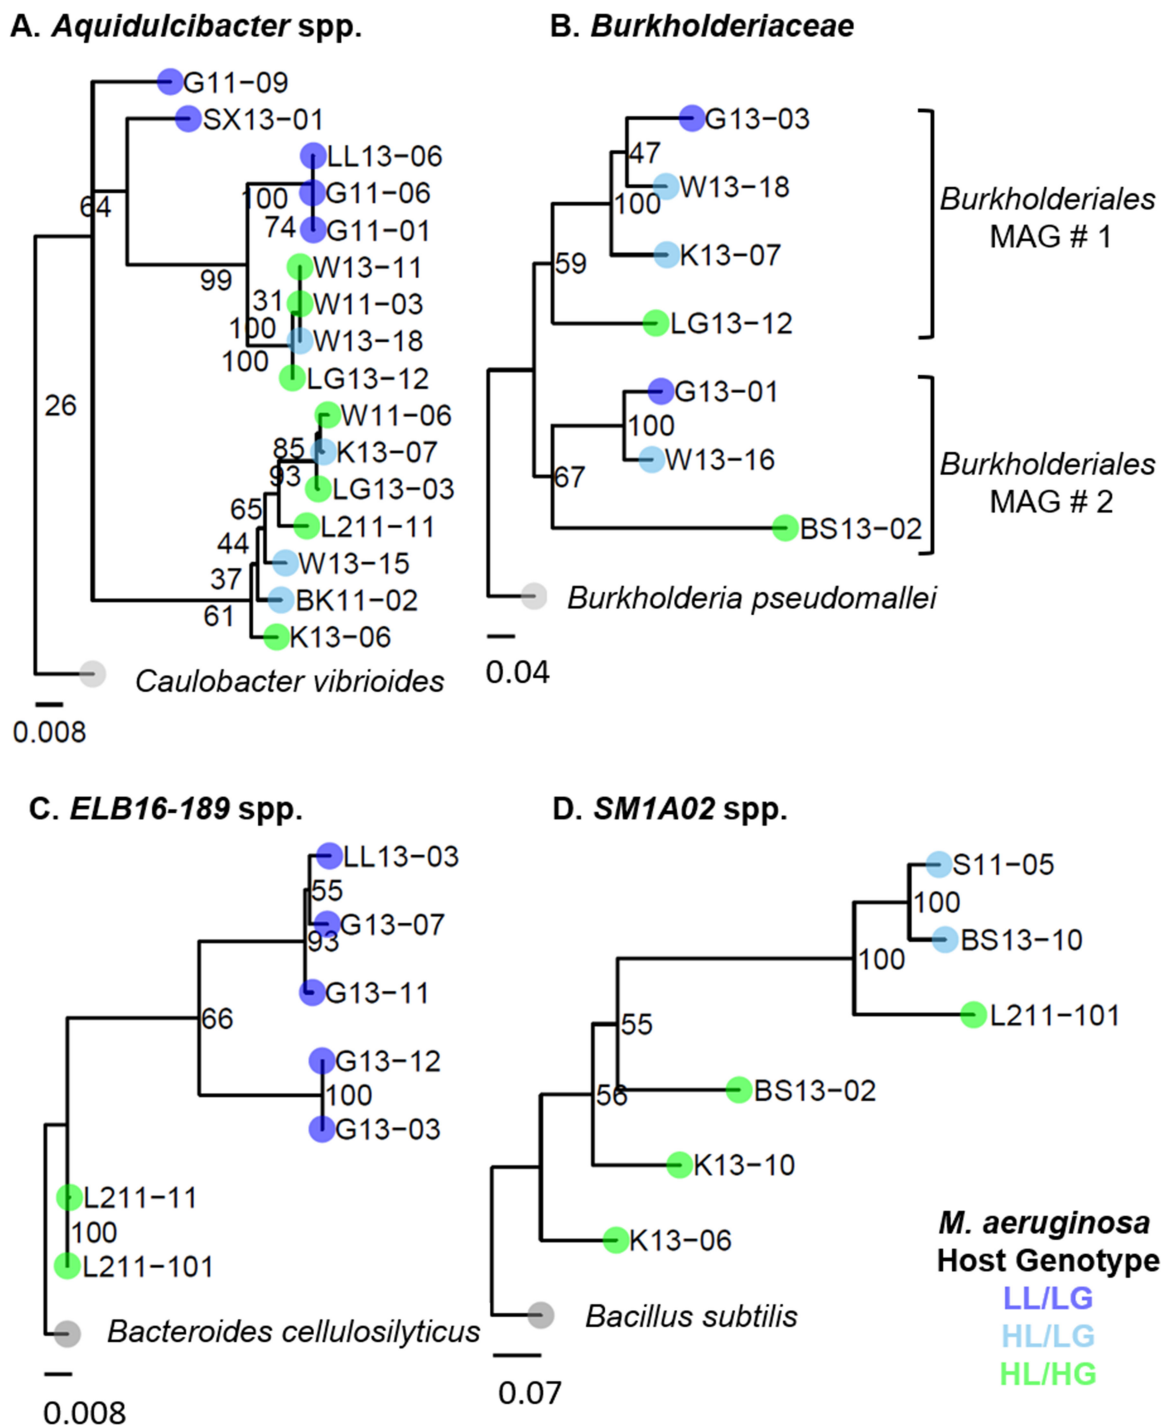 A. Aquidulcibacter spp.
G11−09
SX13−01
64
LL13−06
100
G11−06
74
G11−01
99
W13−11
31
W11−03
100
W13−18
100
LG13−12
26
W11−06
85
K13−07
93
LG13−03
65
L211−11
44
W13−15
37
BK11−02
61
K13−06
Caulobacter vibrioides
0.008
B. Burkholderiaceae
G13−03
47
W13−18
100
K13−07
59
LG13−12
Burkholderiales
MAG # 1
G13−01
100
W13−16
67
BS13−02
Burkholderiales
MAG # 2
Burkholderia pseudomallei
0.04
C. ELB16-189 spp.
LL13−03
55
G13−07
93
G13−11
66
G13−12
100
G13−03
L211−11
100
L211−101
Bacteroides cellulosilyticus
0.008
D. SM1A02 spp.
S11−05
100
BS13−10
100
L211−101
55
BS13−02
56
K13−10
K13−06
Bacillus subtilis
0.07
M. aeruginosa
Host Genotype
LL/LG
HL/LG
HL/HG